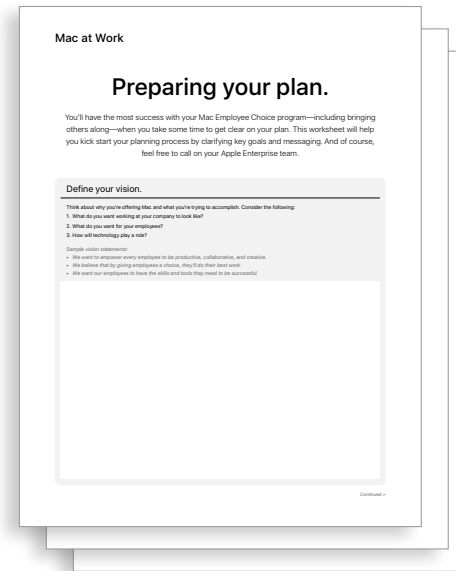 Mac at Work
Preparing your plan.
You'll have the most success with your Mac Employee Choice program—including bringing
others along—when you take some time to get clear on your plan. This worksheet will help
you kick start your planning process by clarifying key goals and messaging. And of course,
feel free to call on your Apple Enterprise team.
Define your vision.
Think about why you're offering Mac and what you're trying to accomplish. Consider the following:
1. What do you want working at your company to look like?
2. What do you want for your employees?
3. How will technology play a role?
Sample vision statements:
• We want to empower every employee to be productive, collaborative, and creative.
• We believe that by giving employees a choice, they'll do their best work.
• We want our employees to have the skills and tools they need to be successful.
Continued >